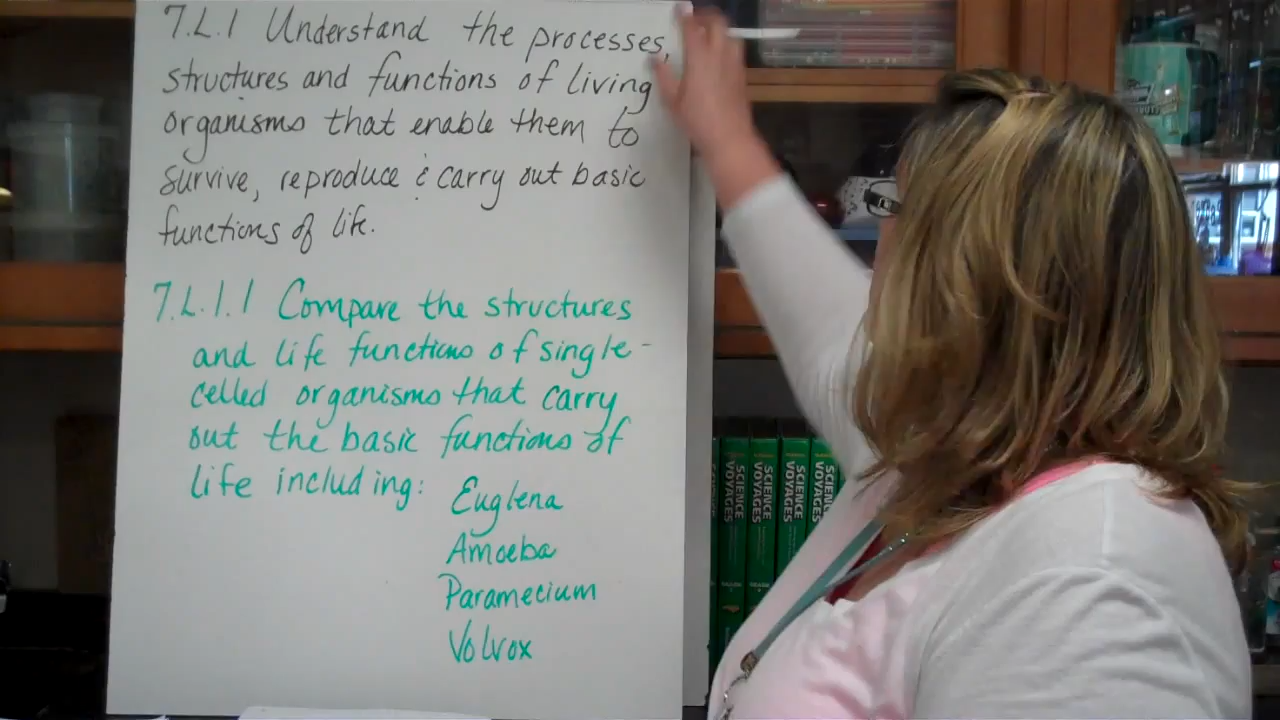 7.L.1 Understand the processes,
structures and functions of living
organisms that enable them to
survive, reproduce & carry out basic
functions of life.
7.L.1.1 Compare the structures
and life functions of single-
celled organisms that carry
out the basic functions of
life including:
Euglena
Amoeba
Paramecium
Volvox
SCIENCE VOYAGES
SCIENCE VOYAGES
SCIENCE VOYAGES
SCIENCE VOYAGES